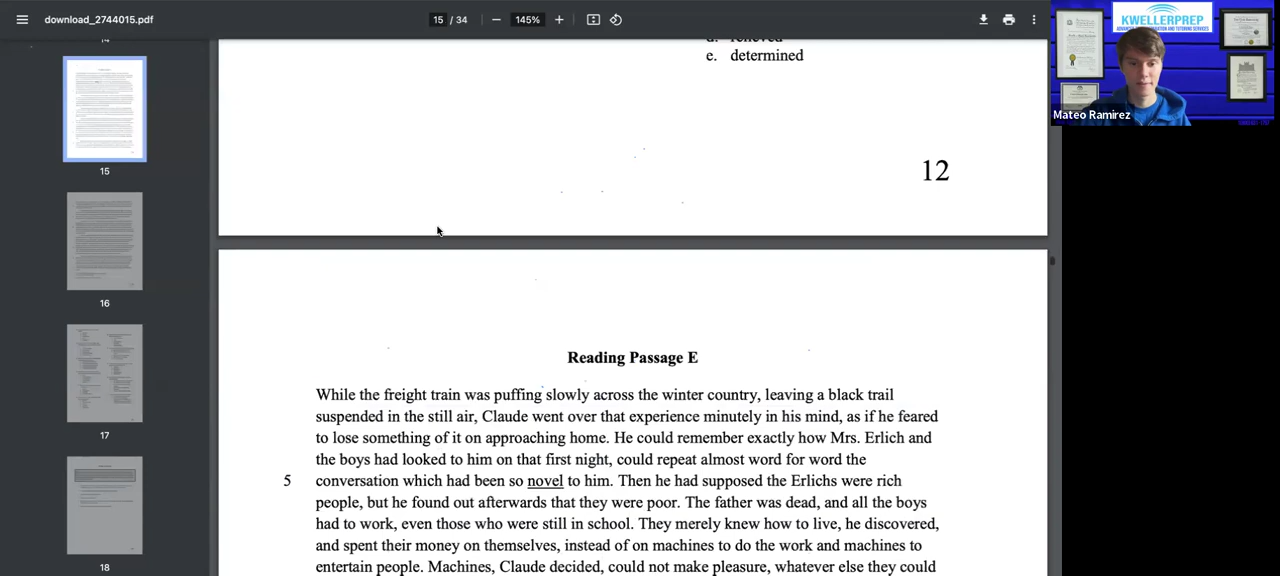 download_2744015.pdf
15 / 34
145%
14
15
16
17
18
d. relieved
e. determined
12
Reading Passage E
While the freight train was puffing slowly across the winter country, leaving a black trail
suspended in the still air, Claude went over that experience minutely in his mind, as if he feared
to lose something of it on approaching home. He could remember exactly how Mrs. Erlich and
the boys had looked to him on that first night, could repeat almost word for word the
5 conversation which had been so novel to him. Then he had supposed the Erlichs were rich
people, but he found out afterwards that they were poor. The father was dead, and all the boys
had to work, even those who were still in school. They merely knew how to live, he discovered,
and spent their money on themselves, instead of on machines to do the work and machines to
entertain people. Machines, Claude decided, could not make pleasure, whatever else they could
KWELLERPREP
Mateo Ramirez